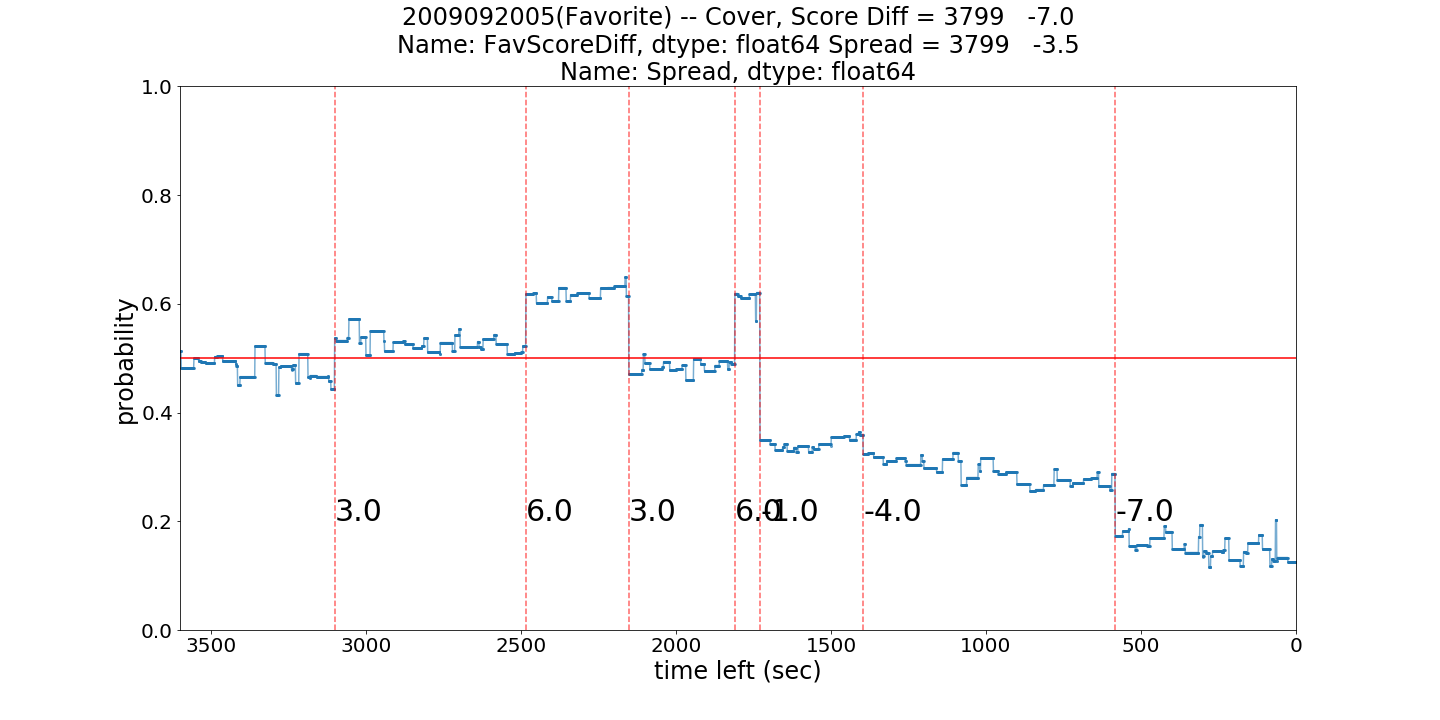 2009092005(Favorite) -- Cover, Score Diff = 3799   -7.0
Name: FavScoreDiff, dtype: float64 Spread = 3799   -3.5
Name: Spread, dtype: float64
1.0
0.8
0.6
0.4
0.2
0.0
probability
3.0 6.0 3.0 6.0 -1.0 -4.0 -7.0
3500 3000 2500 2000 1500 1000 500 0
time left (sec)